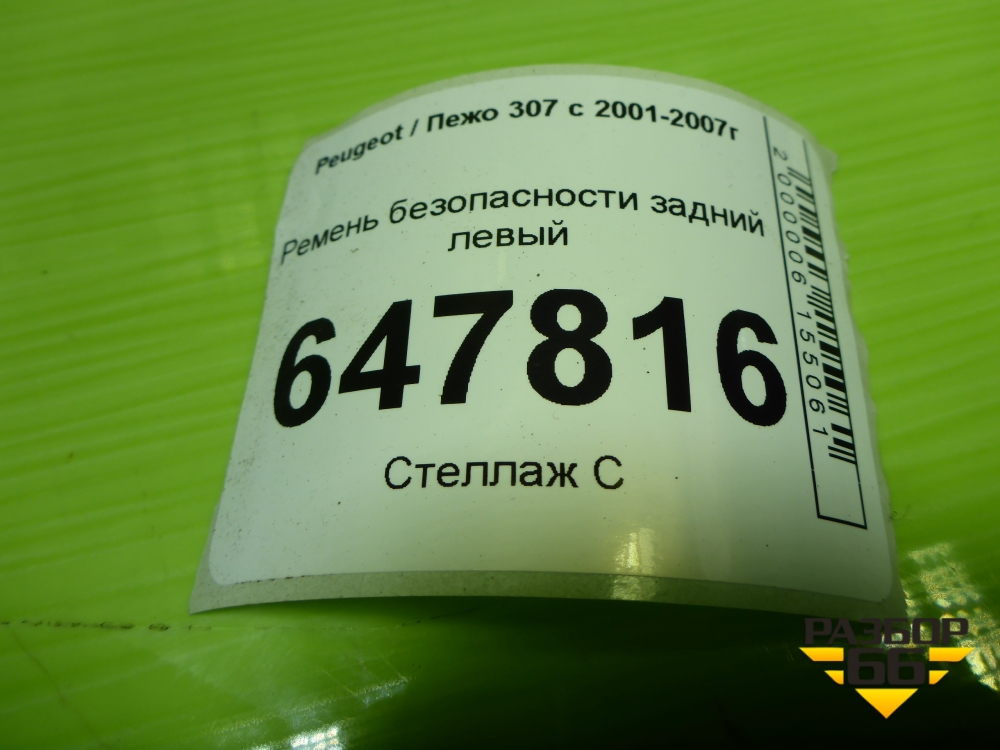 Peugeot / Пежо 307 с 2001-2007г
Ремень безопасности задний
левый
647816
Стеллаж С
2000006155061
РАЗБОР
66